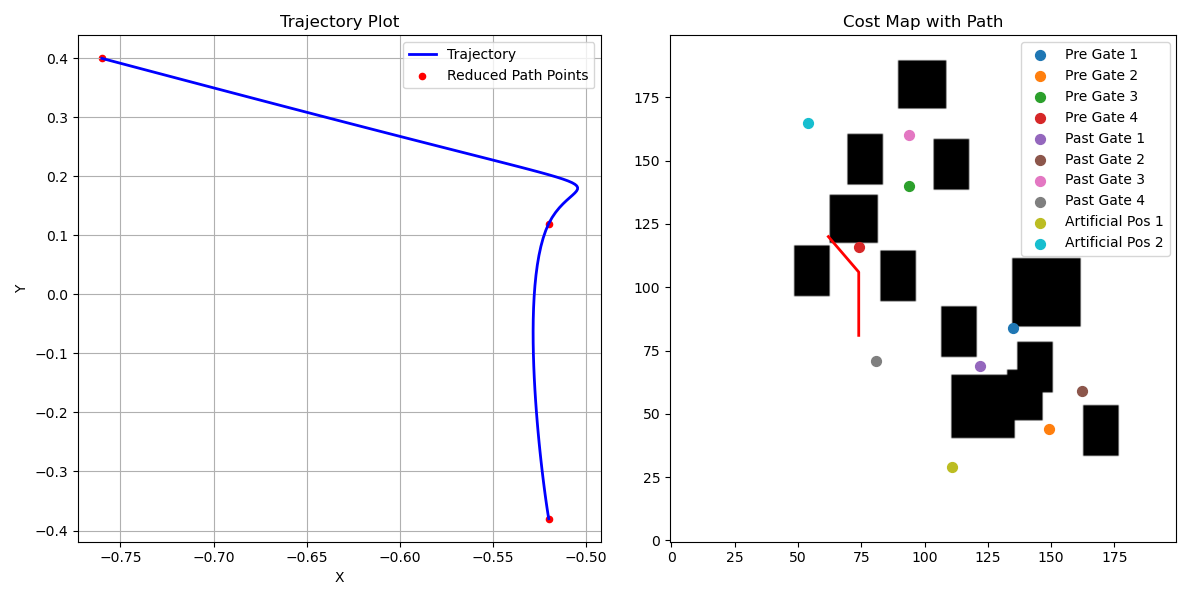 Trajectory Plot
Trajectory
Reduced Path Points
0.4
0.3
0.2
0.1
0.0
−0.1
−0.2
−0.3
−0.4
Y
−0.75
−0.70
−0.65
−0.60
−0.55
−0.50
X
Cost Map with Path
Pre Gate 1
Pre Gate 2
Pre Gate 3
Pre Gate 4
Past Gate 1
Past Gate 2
Past Gate 3
Past Gate 4
Artificial Pos 1
Artificial Pos 2
175
150
125
100
75
50
25
0
0
25
50
75
100
125
150
175